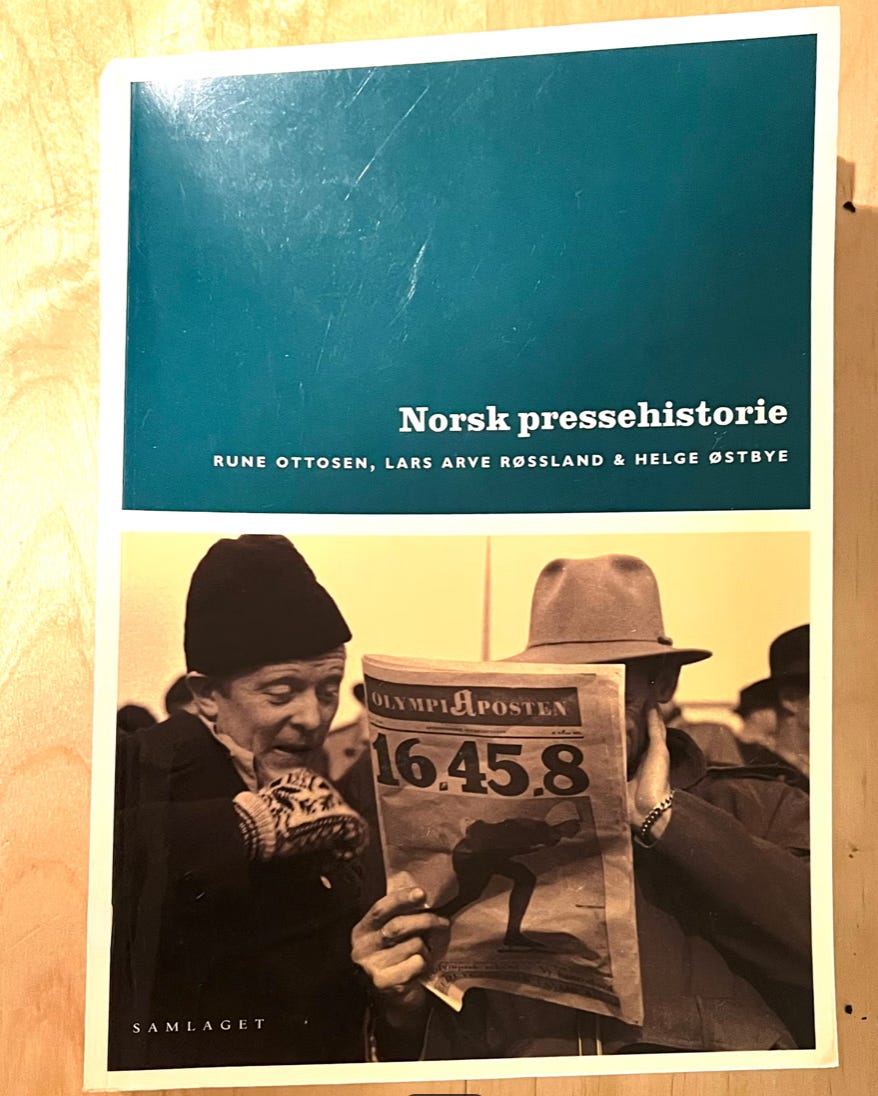 Norsk pressehistorie
RUNE OTTOSEN, LARS ARVE RØSSLAND & HELGE ØSTBYE
OLYMPIAPOSTEN
16.45.8
SAMLAGET